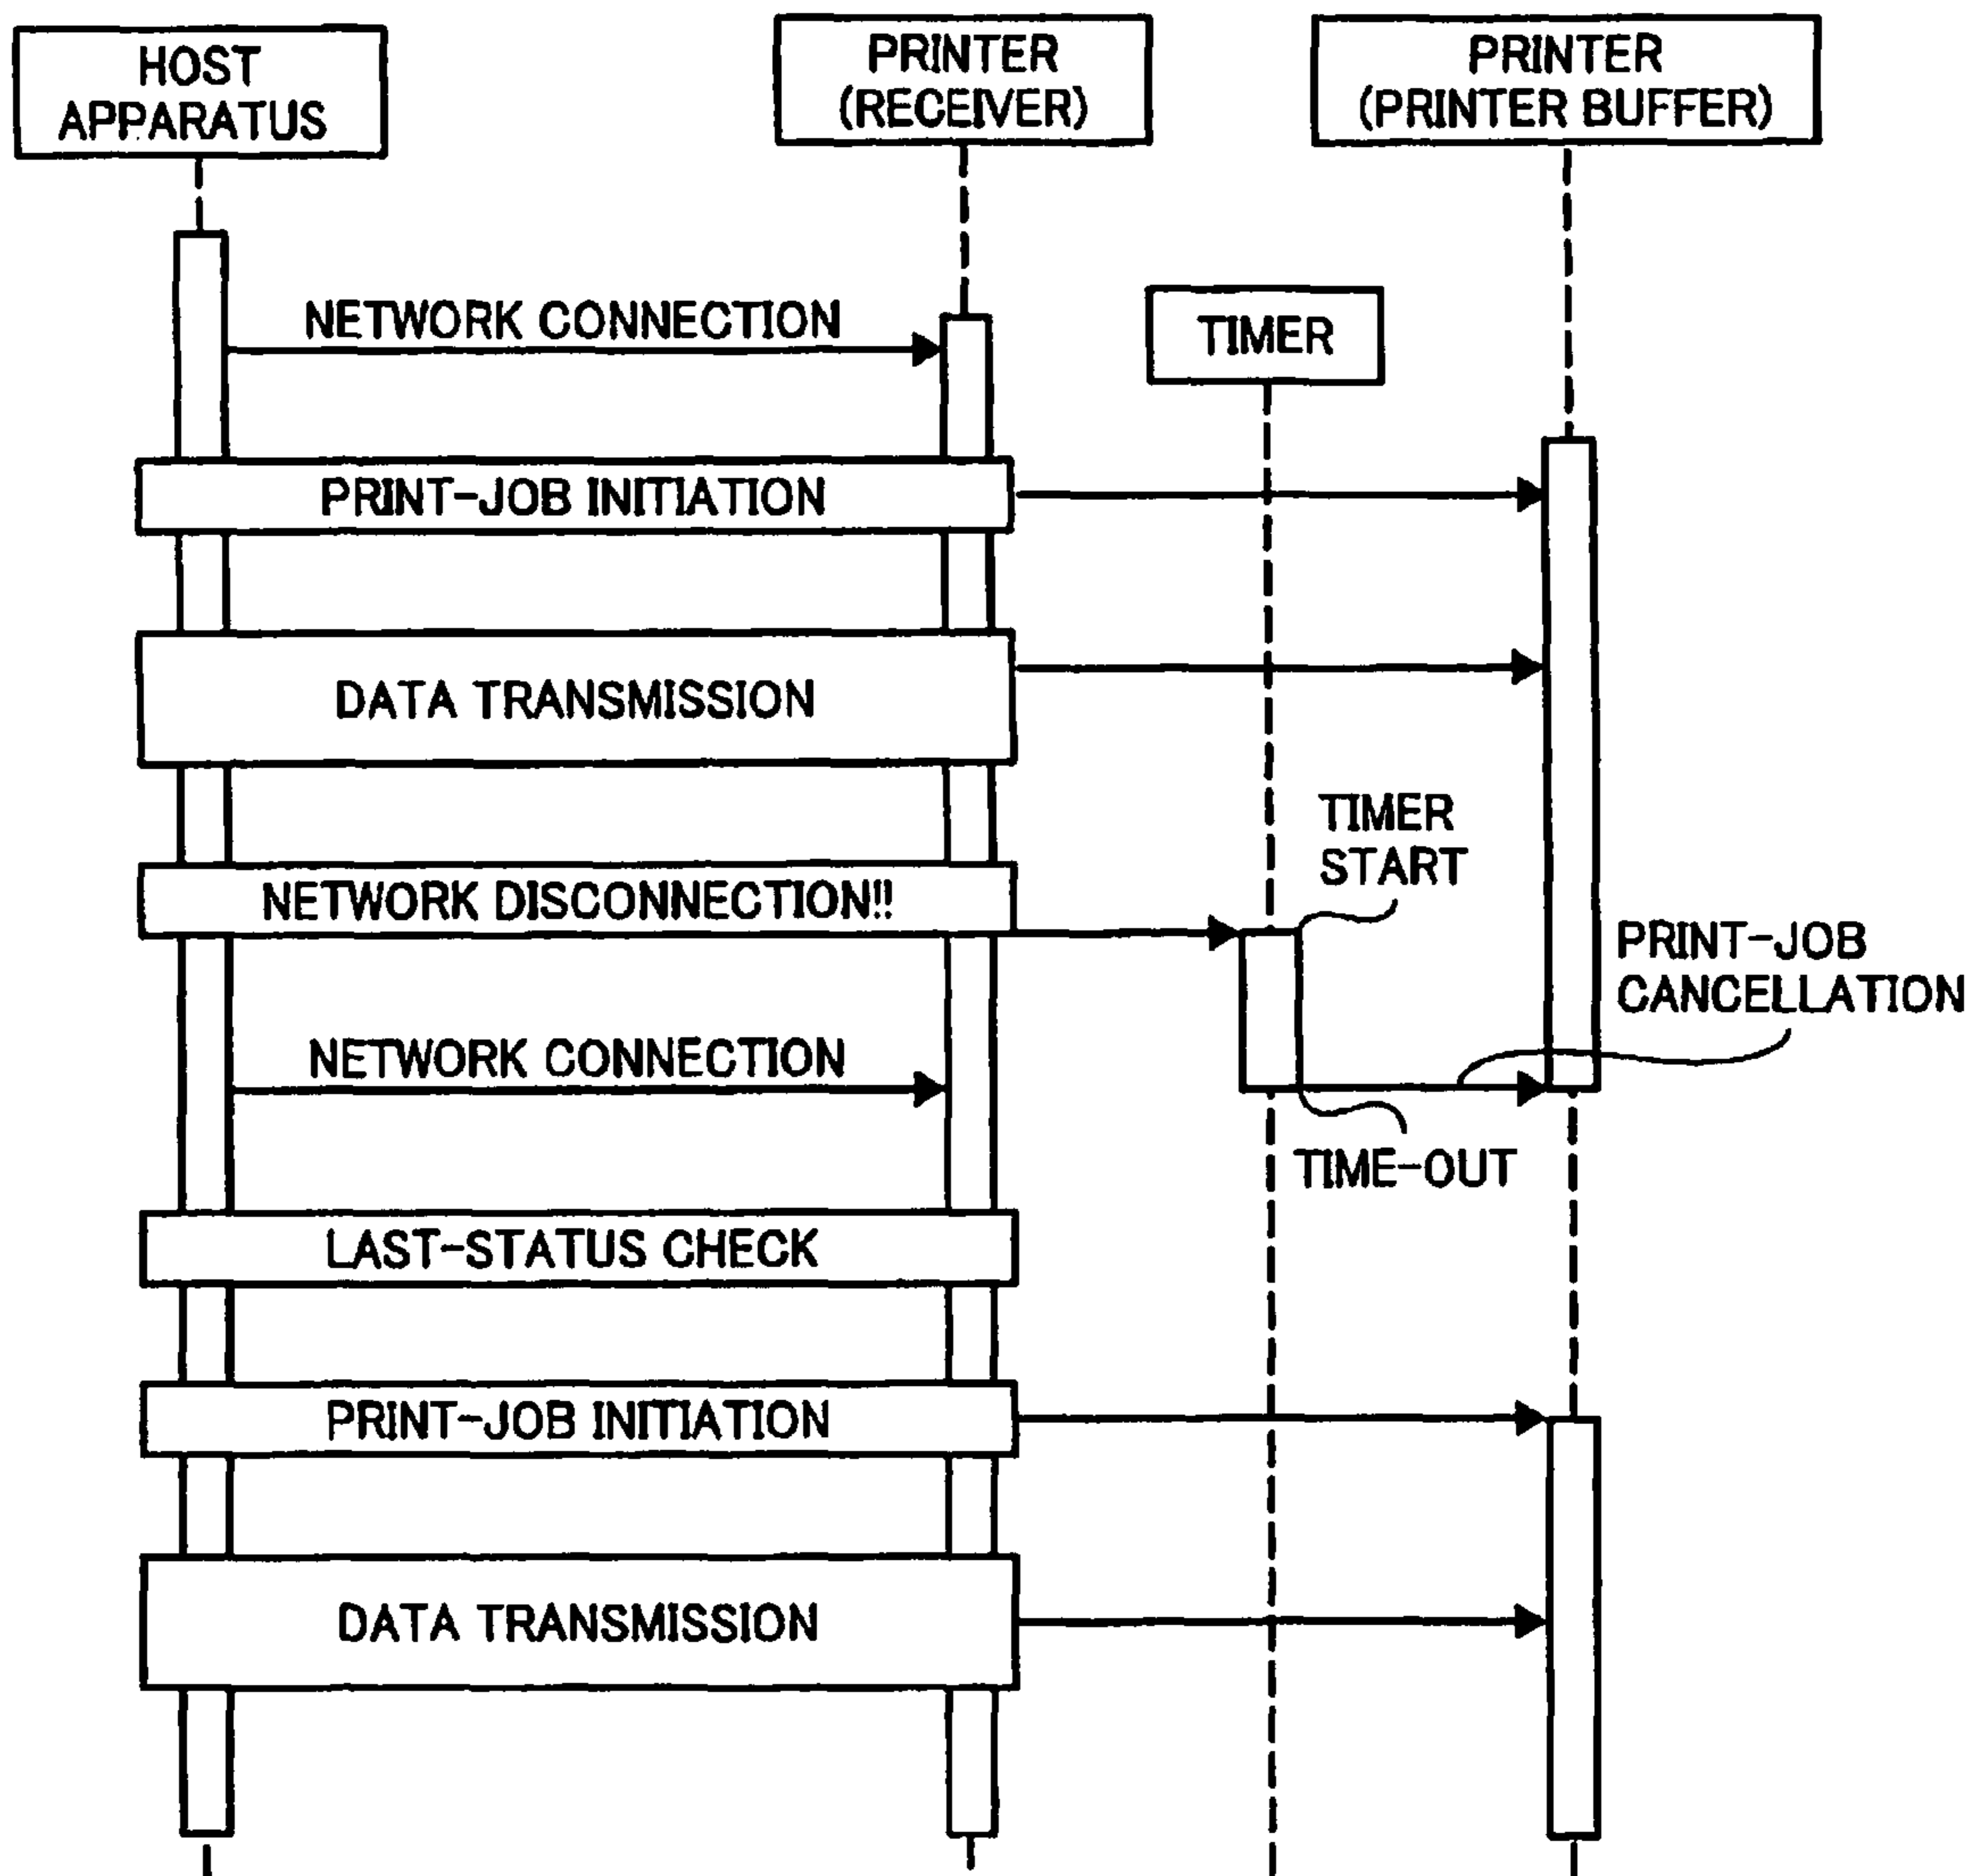 HOST
APPARATUS
PRINTER
(RECEIVER)
PRINTER
(PRINTER BUFFER)
NETWORK CONNECTION
TIMER
PRINT-JOB INITIATION
DATA TRANSMISSION
TIMER
START
NETWORK DISCONNECTION!!
PRINT-JOB
CANCELLATION
NETWORK CONNECTION
TIME-OUT
LAST-STATUS CHECK
PRINT-JOB INITIATION
DATA TRANSMISSION